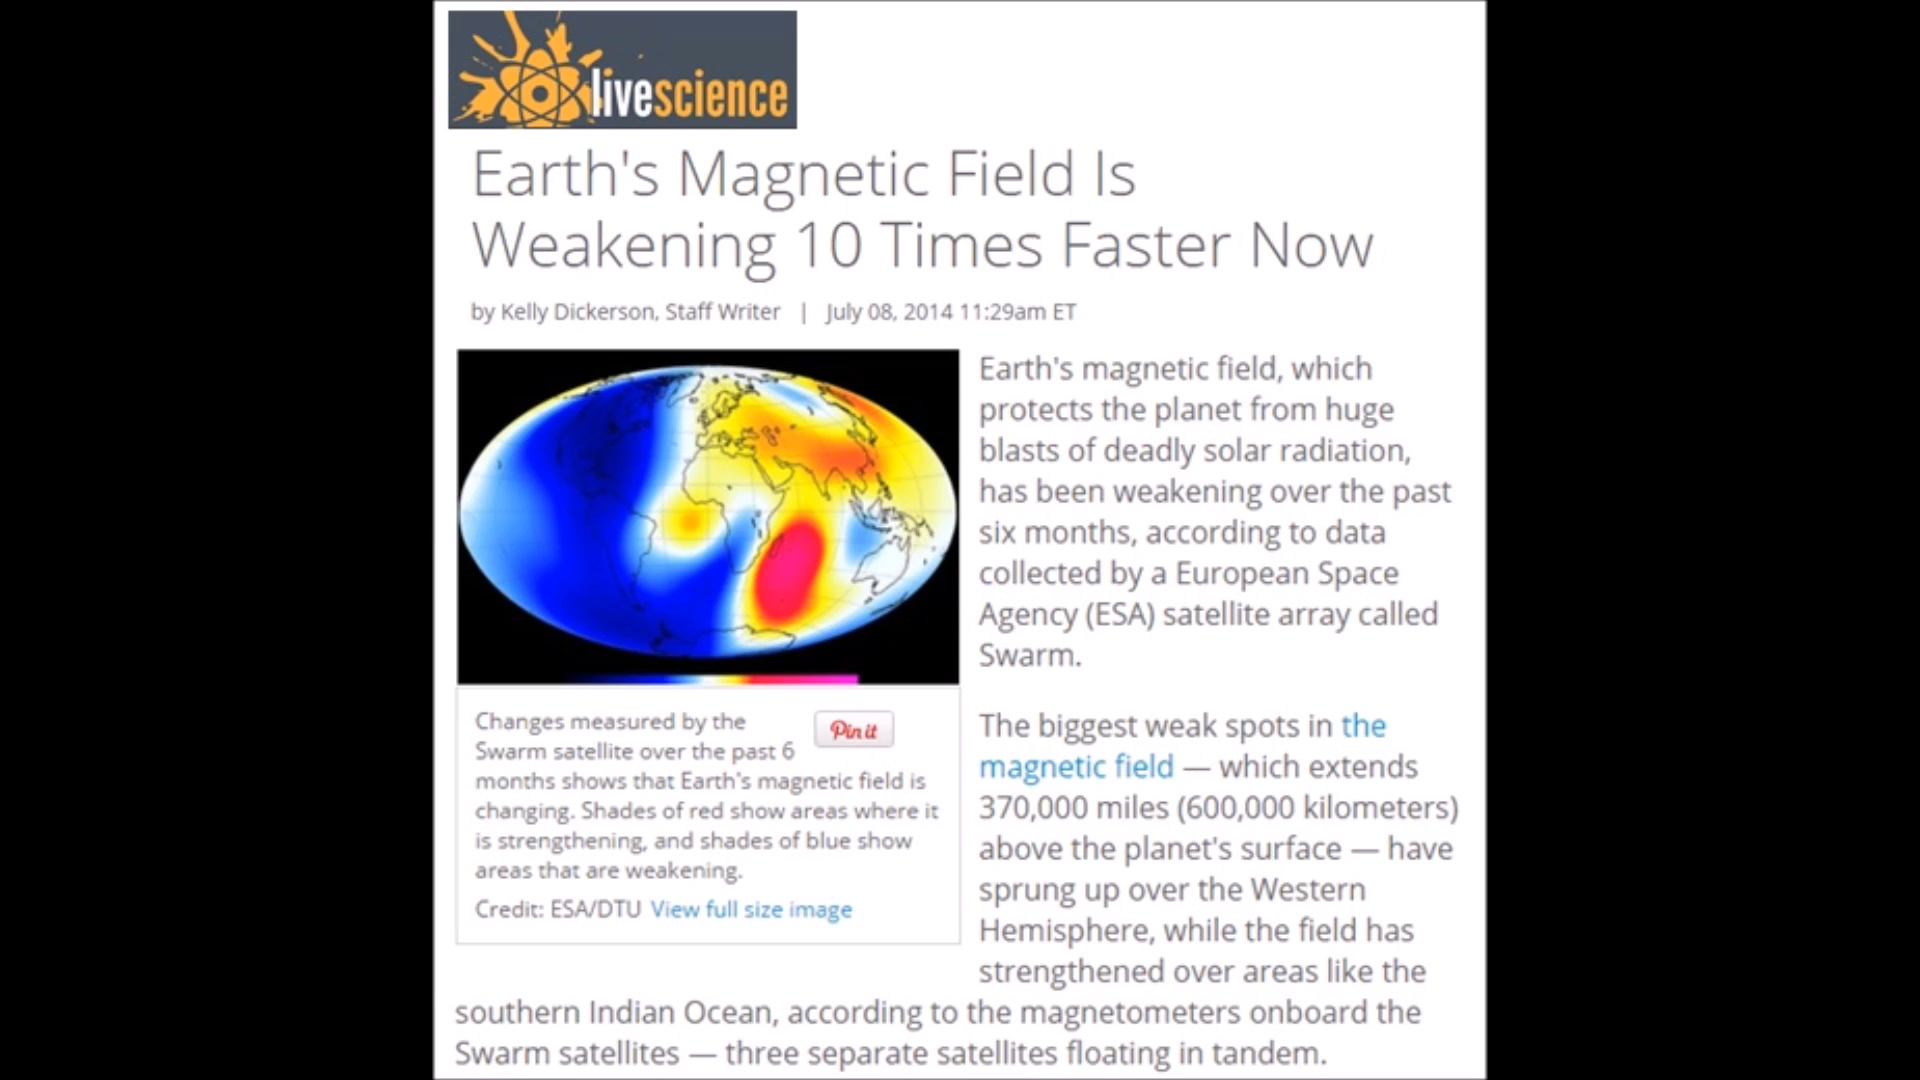 livescience
Earth's Magnetic Field Is
Weakening 10 Times Faster Now
by Kelly Dickerson, Staff Writer | July 08, 2014 11:29am ET
Earth's magnetic field, which
protects the planet from huge
blasts of deadly solar radiation,
has been weakening over the past
six months, according to data
collected by a European Space
Agency (ESA) satellite array called
Swarm.
Changes measured by the
Swarm satellite over the past 6
months shows that Earth's magnetic field is
changing. Shades of red show areas where it
is strengthening, and shades of blue show
areas that are weakening.
Credit: ESA/DTU View full size image
Pin it
The biggest weak spots in the
magnetic field — which extends
370,000 miles (600,000 kilometers)
above the planet's surface — have
sprung up over the Western
Hemisphere, while the field has
strengthened over areas like the
southern Indian Ocean, according to the magnetometers onboard the
Swarm satellites — three separate satellites floating in tandem.